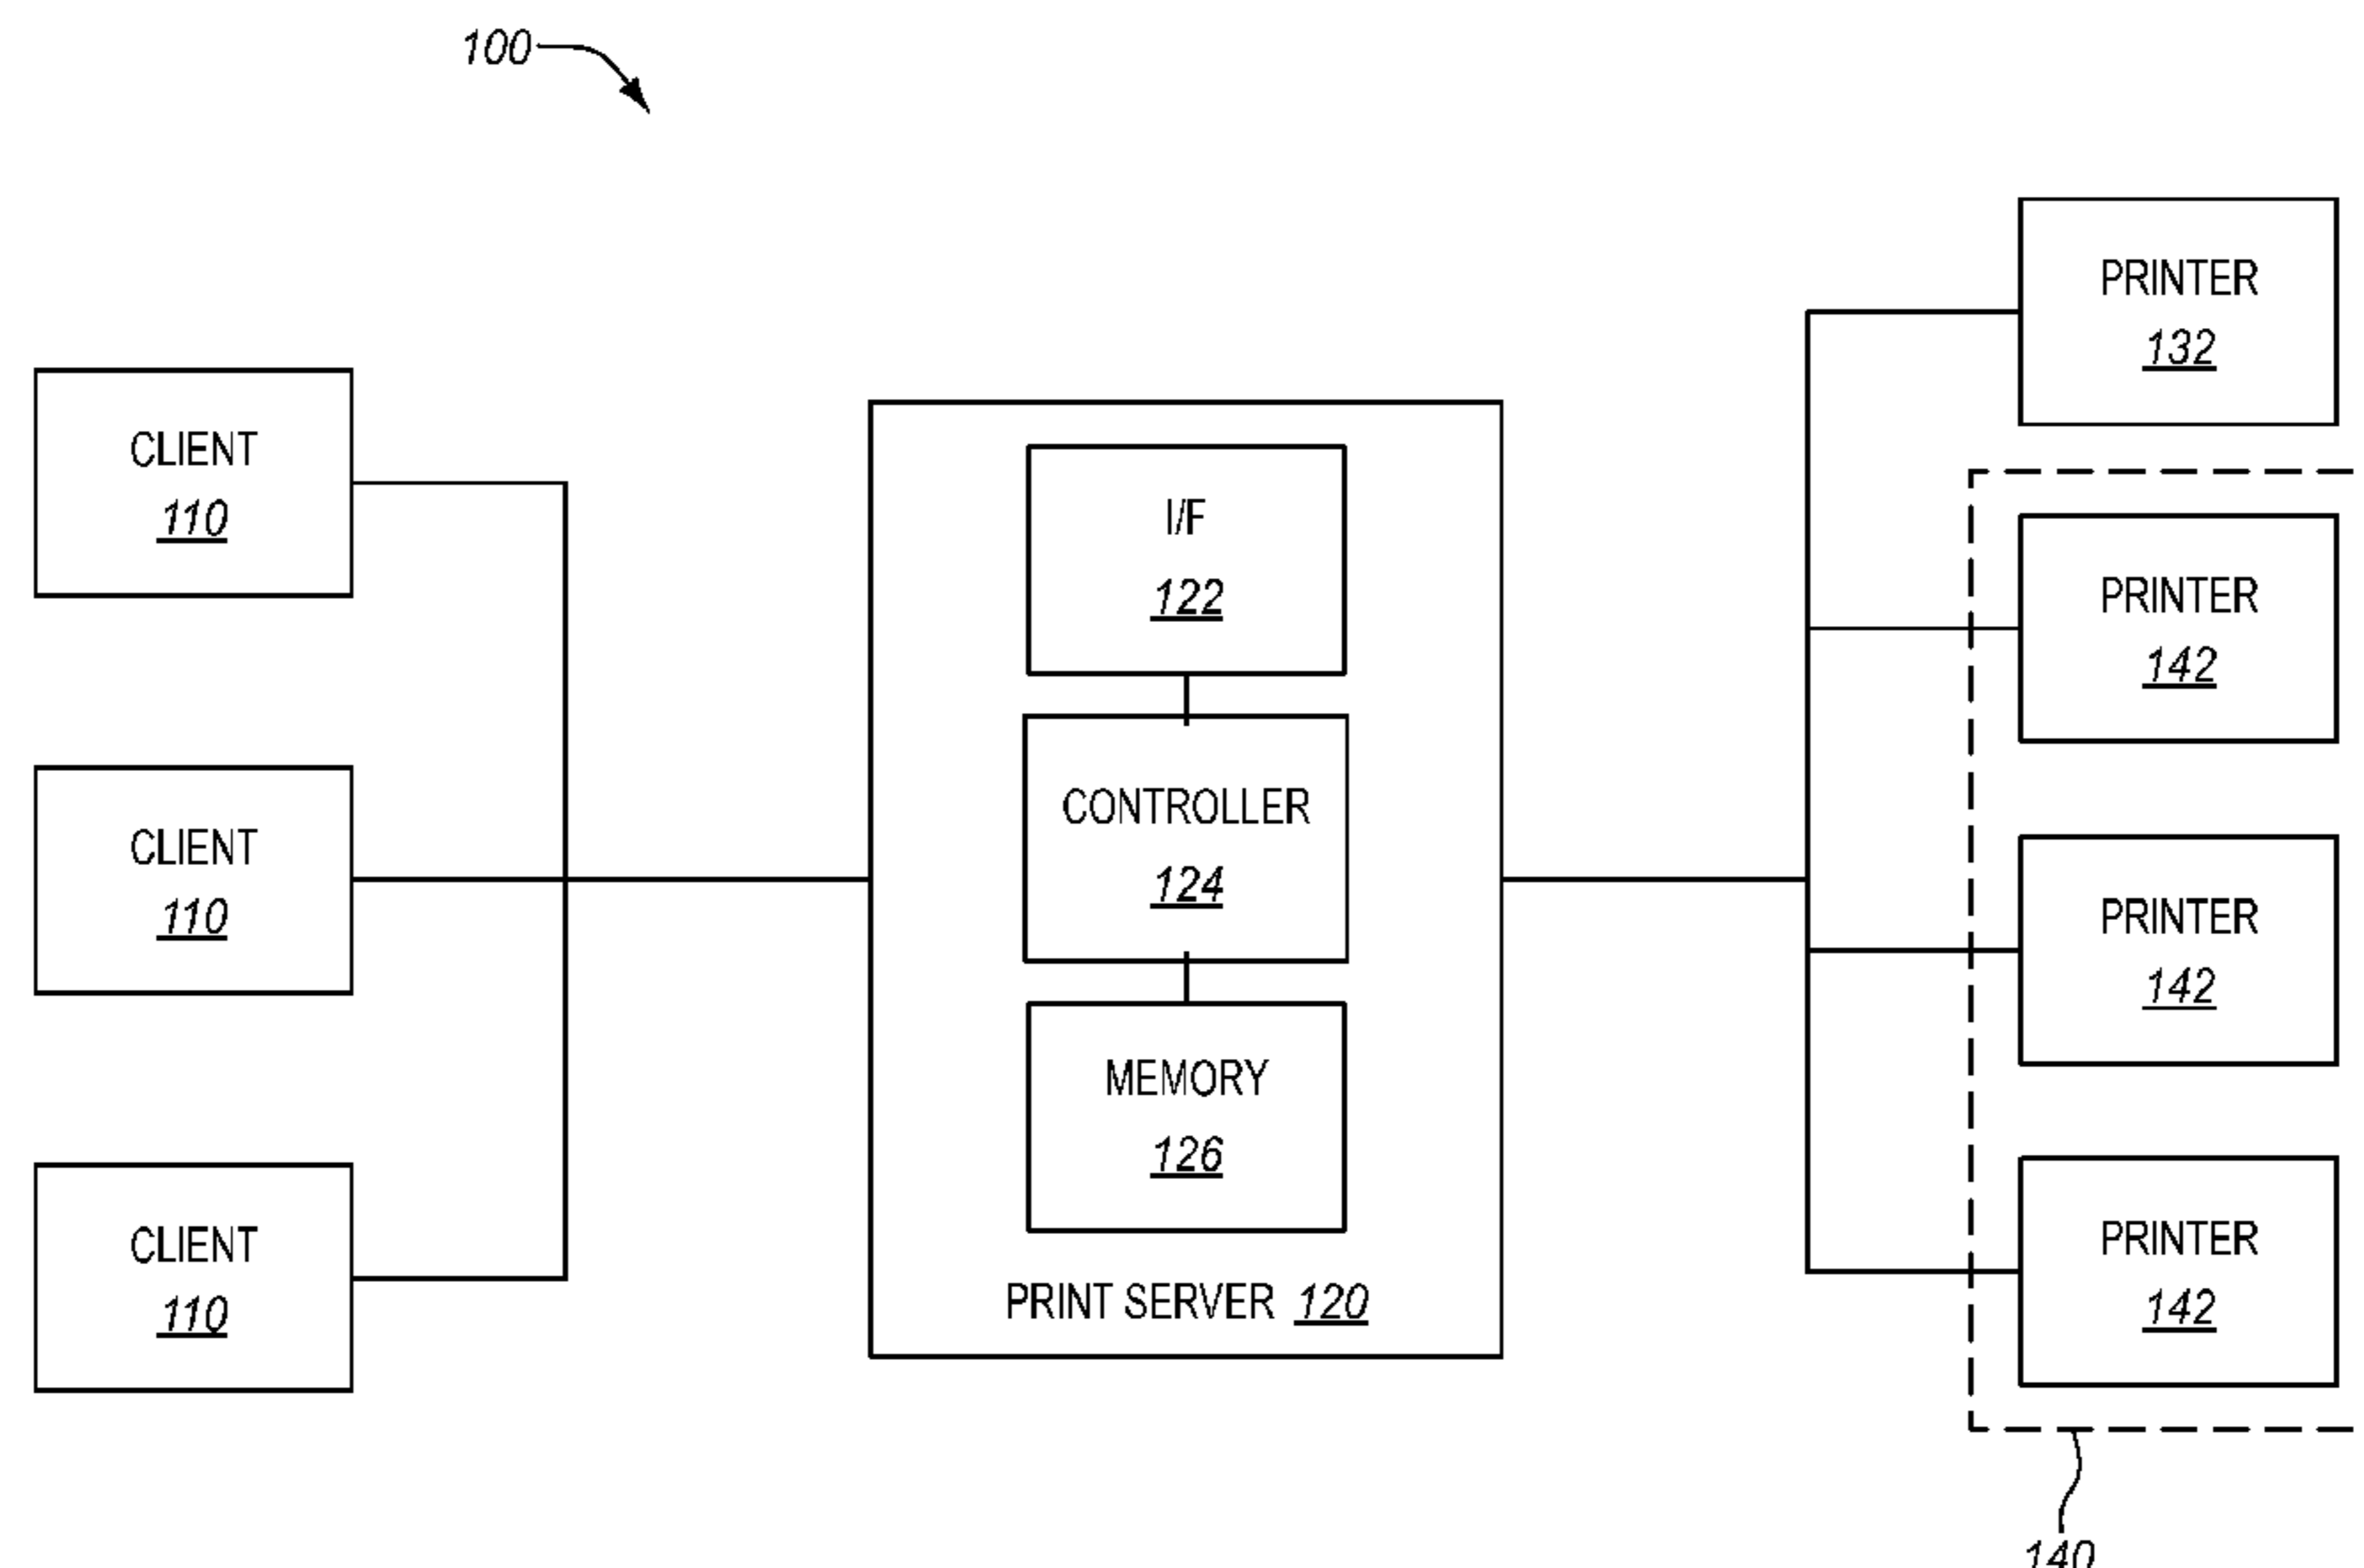 100
CLIENT
110
CLIENT
110
CLIENT
110
I/F
122
CONTROLLER
124
MEMORY
126
PRINT SERVER 120
PRINTER
132
PRINTER
142
PRINTER
142
PRINTER
142
140